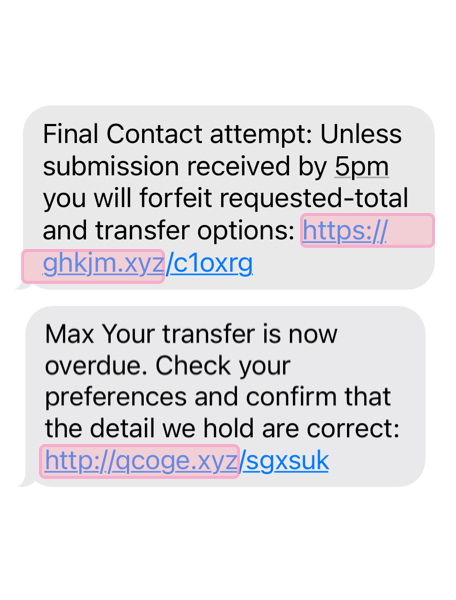 Final Contact attempt: Unless
submission received by 5pm
you will forfeit requested-total
and transfer options: https://
ghkjm.xyz/c1oxrg
Max Your transfer is now
overdue. Check your
preferences and confirm that
the detail we hold are correct:
http://qcoge.xyz/sgxsuk